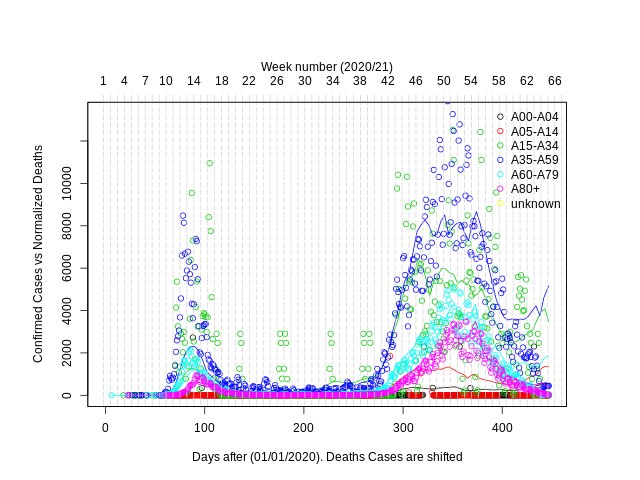 Week number (2020/21)
1 4 7 10 14 18 22 26 30 34 38 42 46 50 54 58 62 66
Confirmed Cases vs Normalized Deaths
10000
8000
6000
4000
2000
0
A00-A04
A05-A14
A15-A34
A35-A59
A60-A79
A80+
unknown
0 100 200 300 400
Days after (01/01/2020). Deaths Cases are shifted